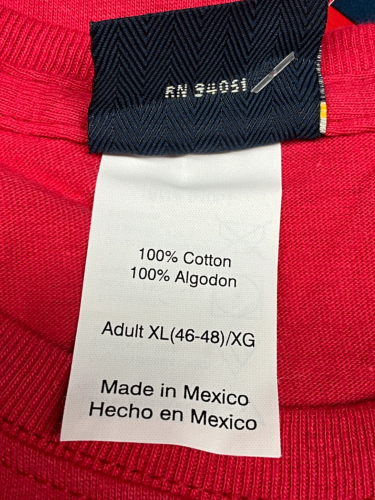 RN 34051
100% Cotton
100% Algodon
Adult XL(46-48)/XG
Made in Mexico
Hecho en Mexico